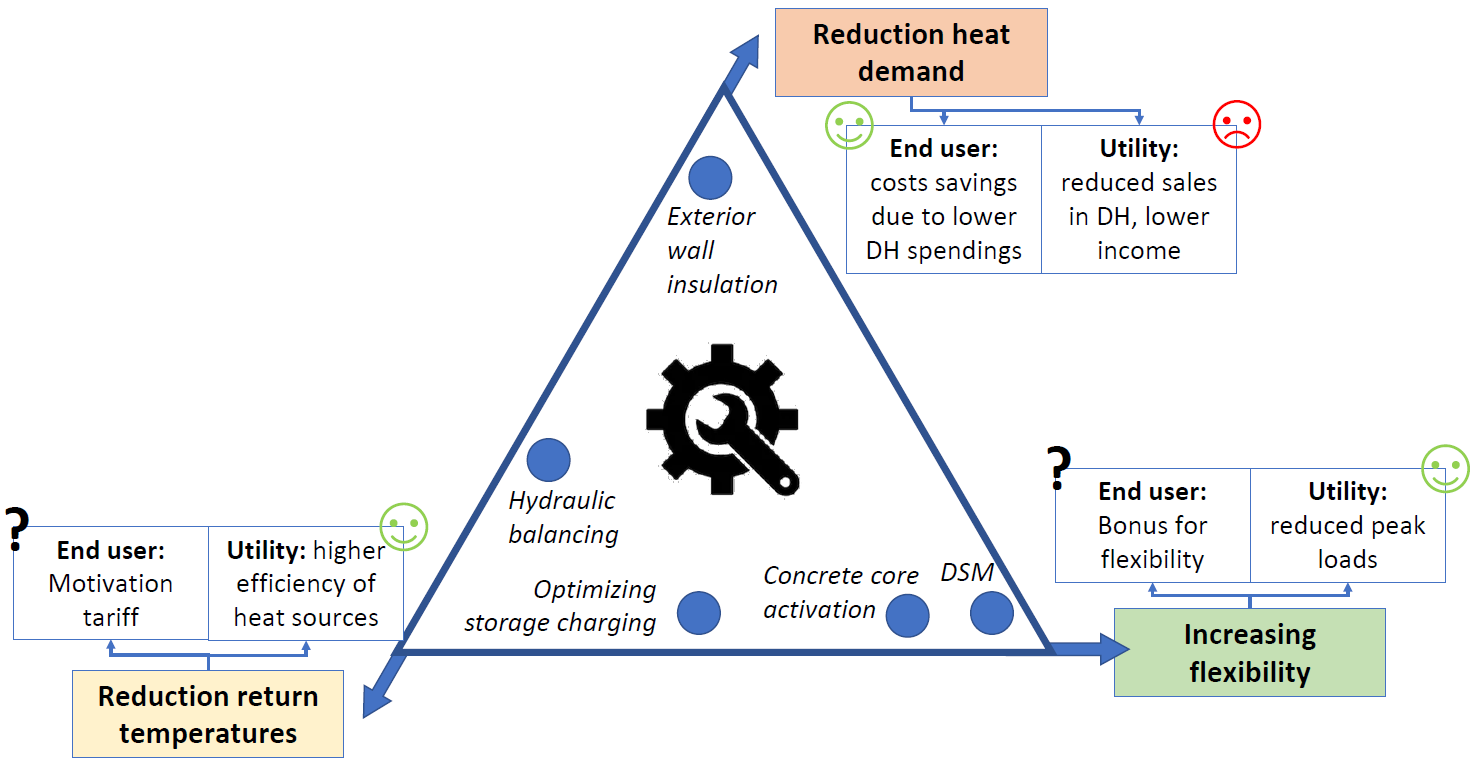 Reduction heat
demand
End user:
costs savings
due to lower
DH spendings
Utility:
reduced sales
in DH, lower
income
Exterior
wall
insulation
Hydraulic
balancing
Optimizing
storage charging
Concrete core
activation
DSM
?
End user:
Motivation
tariff
Utility: higher
efficiency of
heat sources
Reduction return
temperatures
?
End user:
Bonus for
flexibility
Utility:
reduced peak
loads
Increasing
flexibility